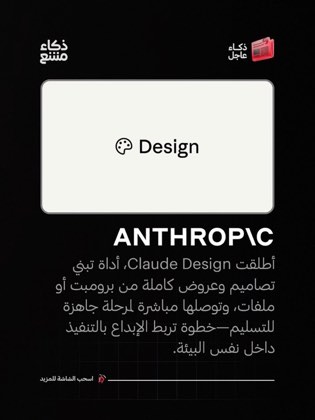 ذكاء
مشع
ذكاء
عاجل
Design
ANTHROP\C
أطلقت Claude Design، أداة تبني
تصاميم وعروض كاملة من برومبت أو
ملفات، وتوصلها مباشرة لمرحلة جاهزة
للتسليم—خطوة تربط الإبداع بالتنفيذ
داخل نفس البيئة.
اسحب الشاشة للمزيد